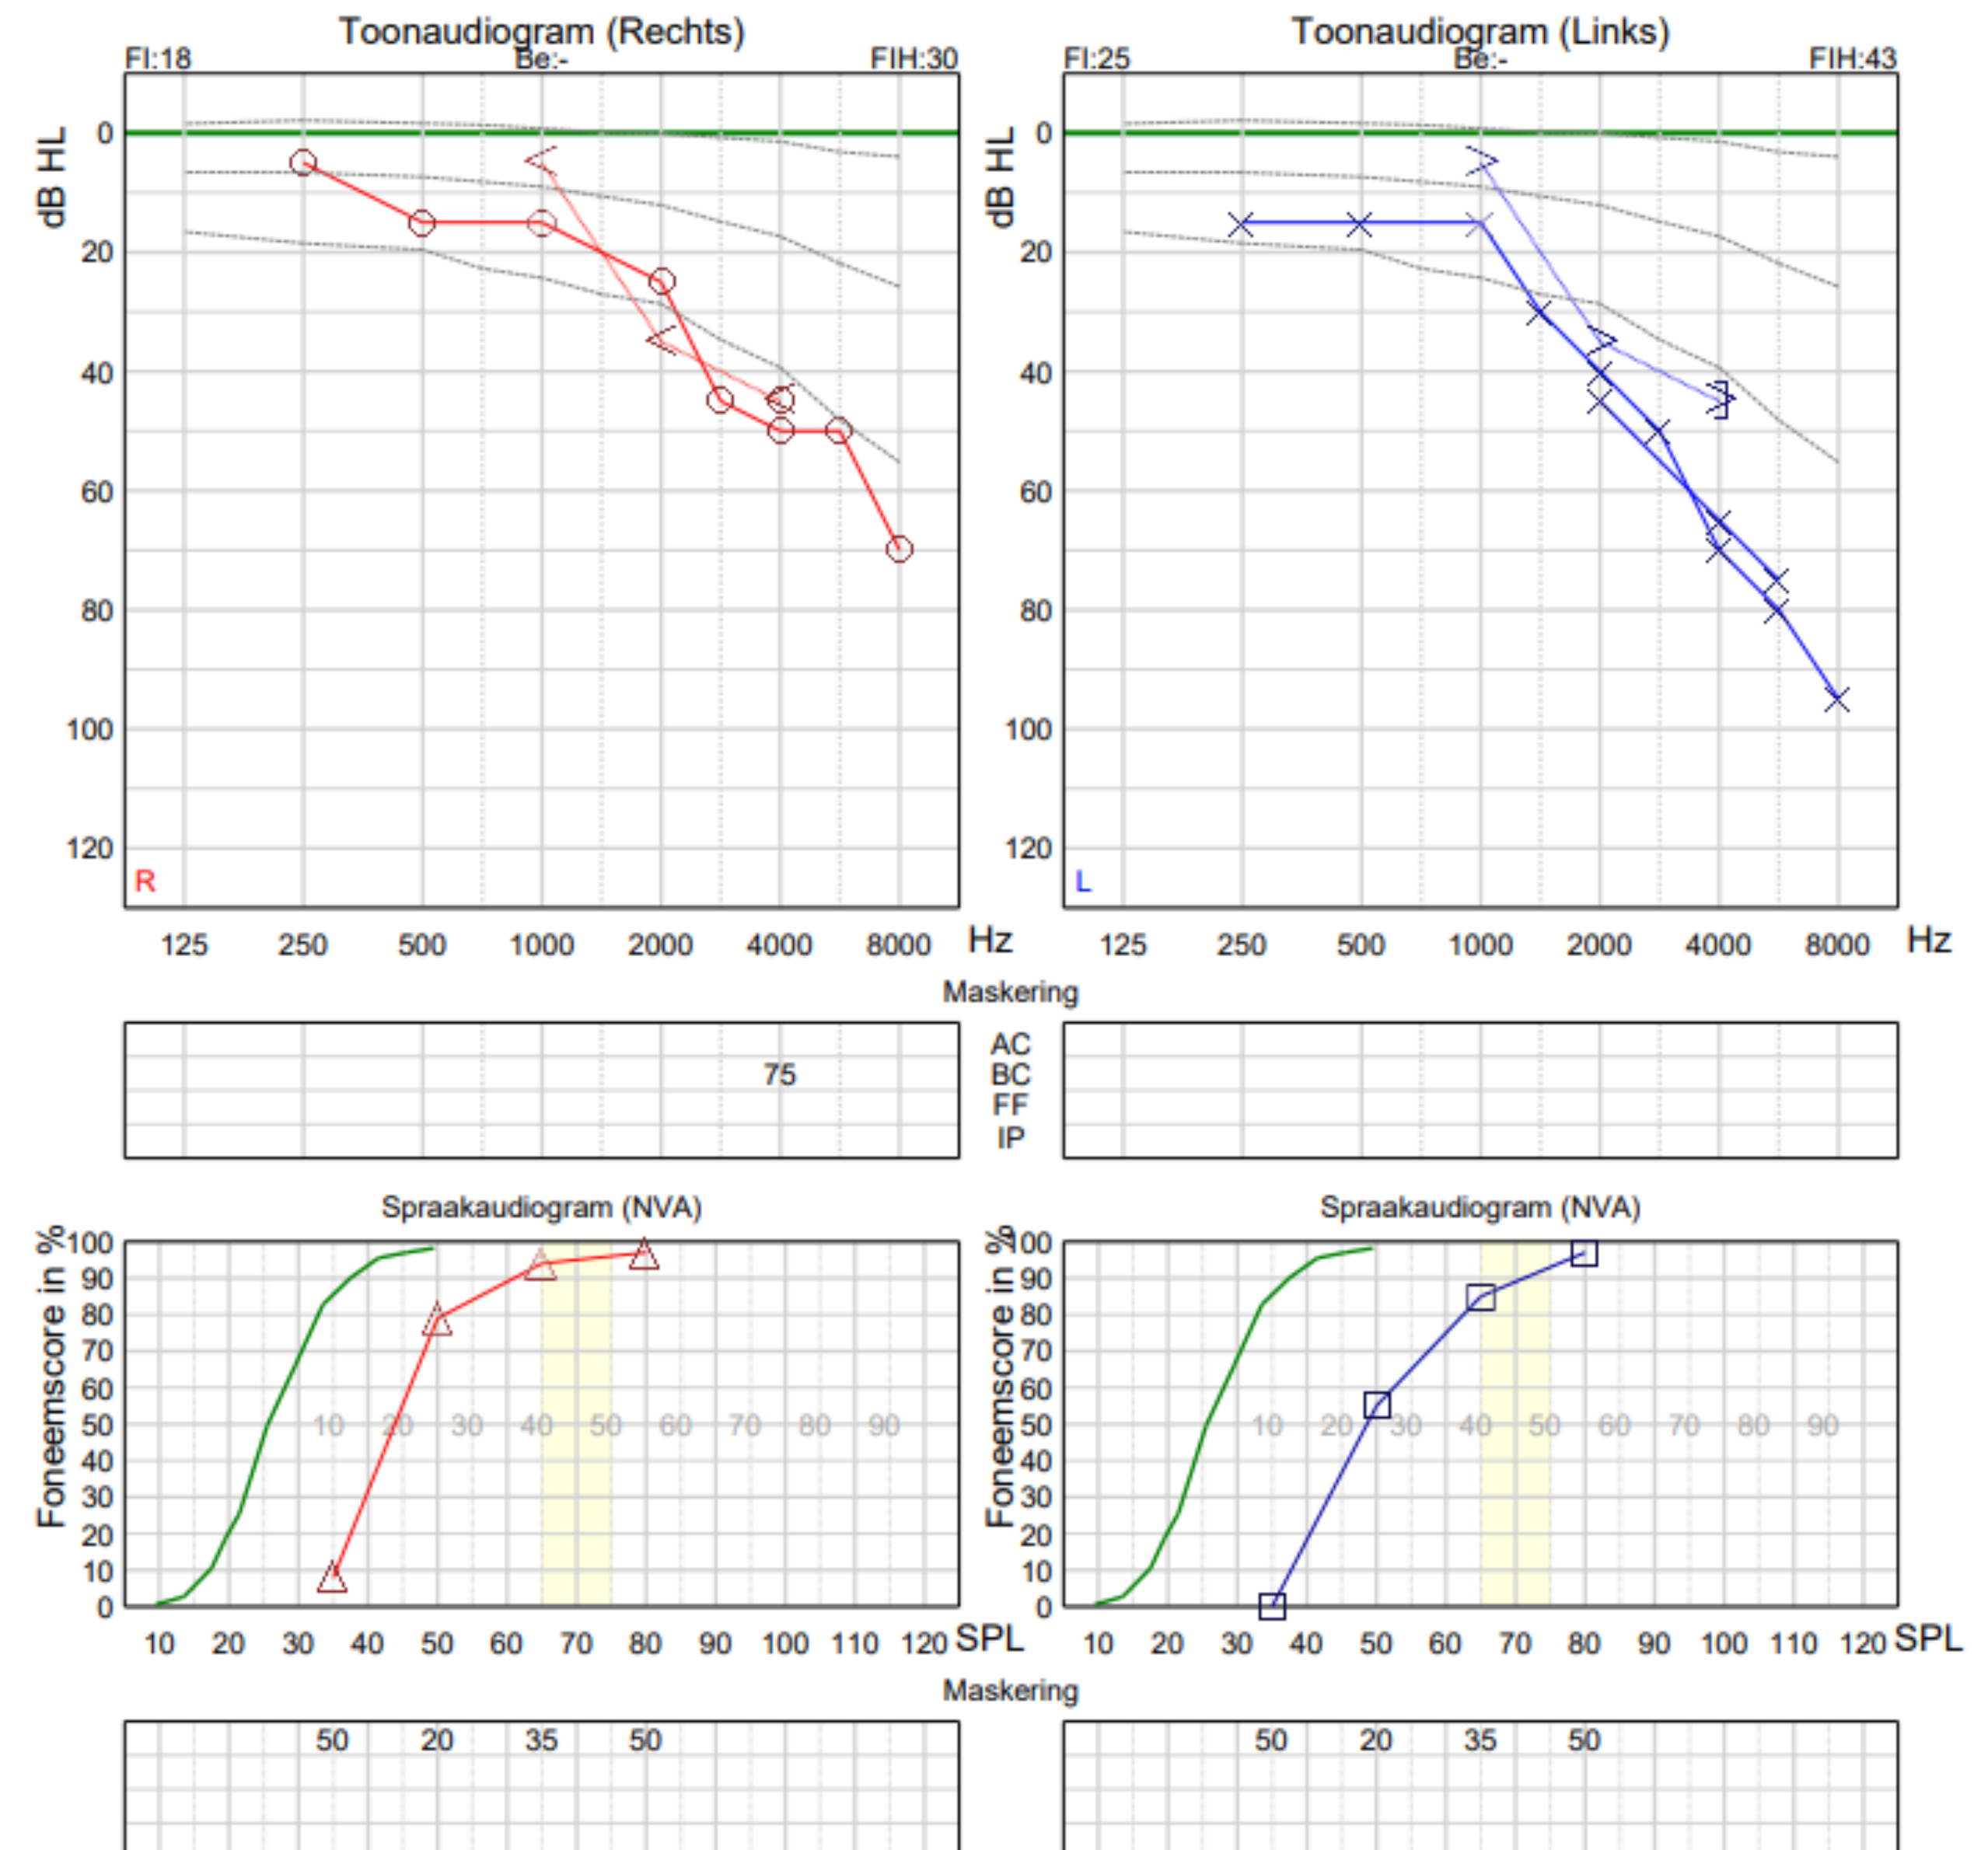 Toonaudiogram (Rechts)
FI:18 Be:- FIH:30
dB HL
0
20
40
60
80
100
120
R
125 250 500 1000 2000 4000 8000 Hz
Toonaudiogram (Links)
FI:25 Be:- FIH:43
dB HL
0
20
40
60
80
100
120
L
125 250 500 1000 2000 4000 8000 Hz
Maskering
75
AC
BC
FF
IP
Spraakaudiogram (NVA)
Foneemscore in %
100
90
80
70
60
50
40
30
20
10
0
10 20 30 40 50 60 70 80 90
10 20 30 40 50 60 70 80 90 100 110 120 SPL
Spraakaudiogram (NVA)
Foneemscore in %
100
90
80
70
60
50
40
30
20
10
0
10 20 30 40 50 60 70 80 90
10 20 30 40 50 60 70 80 90 100 110 120 SPL
Maskering
50 20 35 50
50 20 35 50